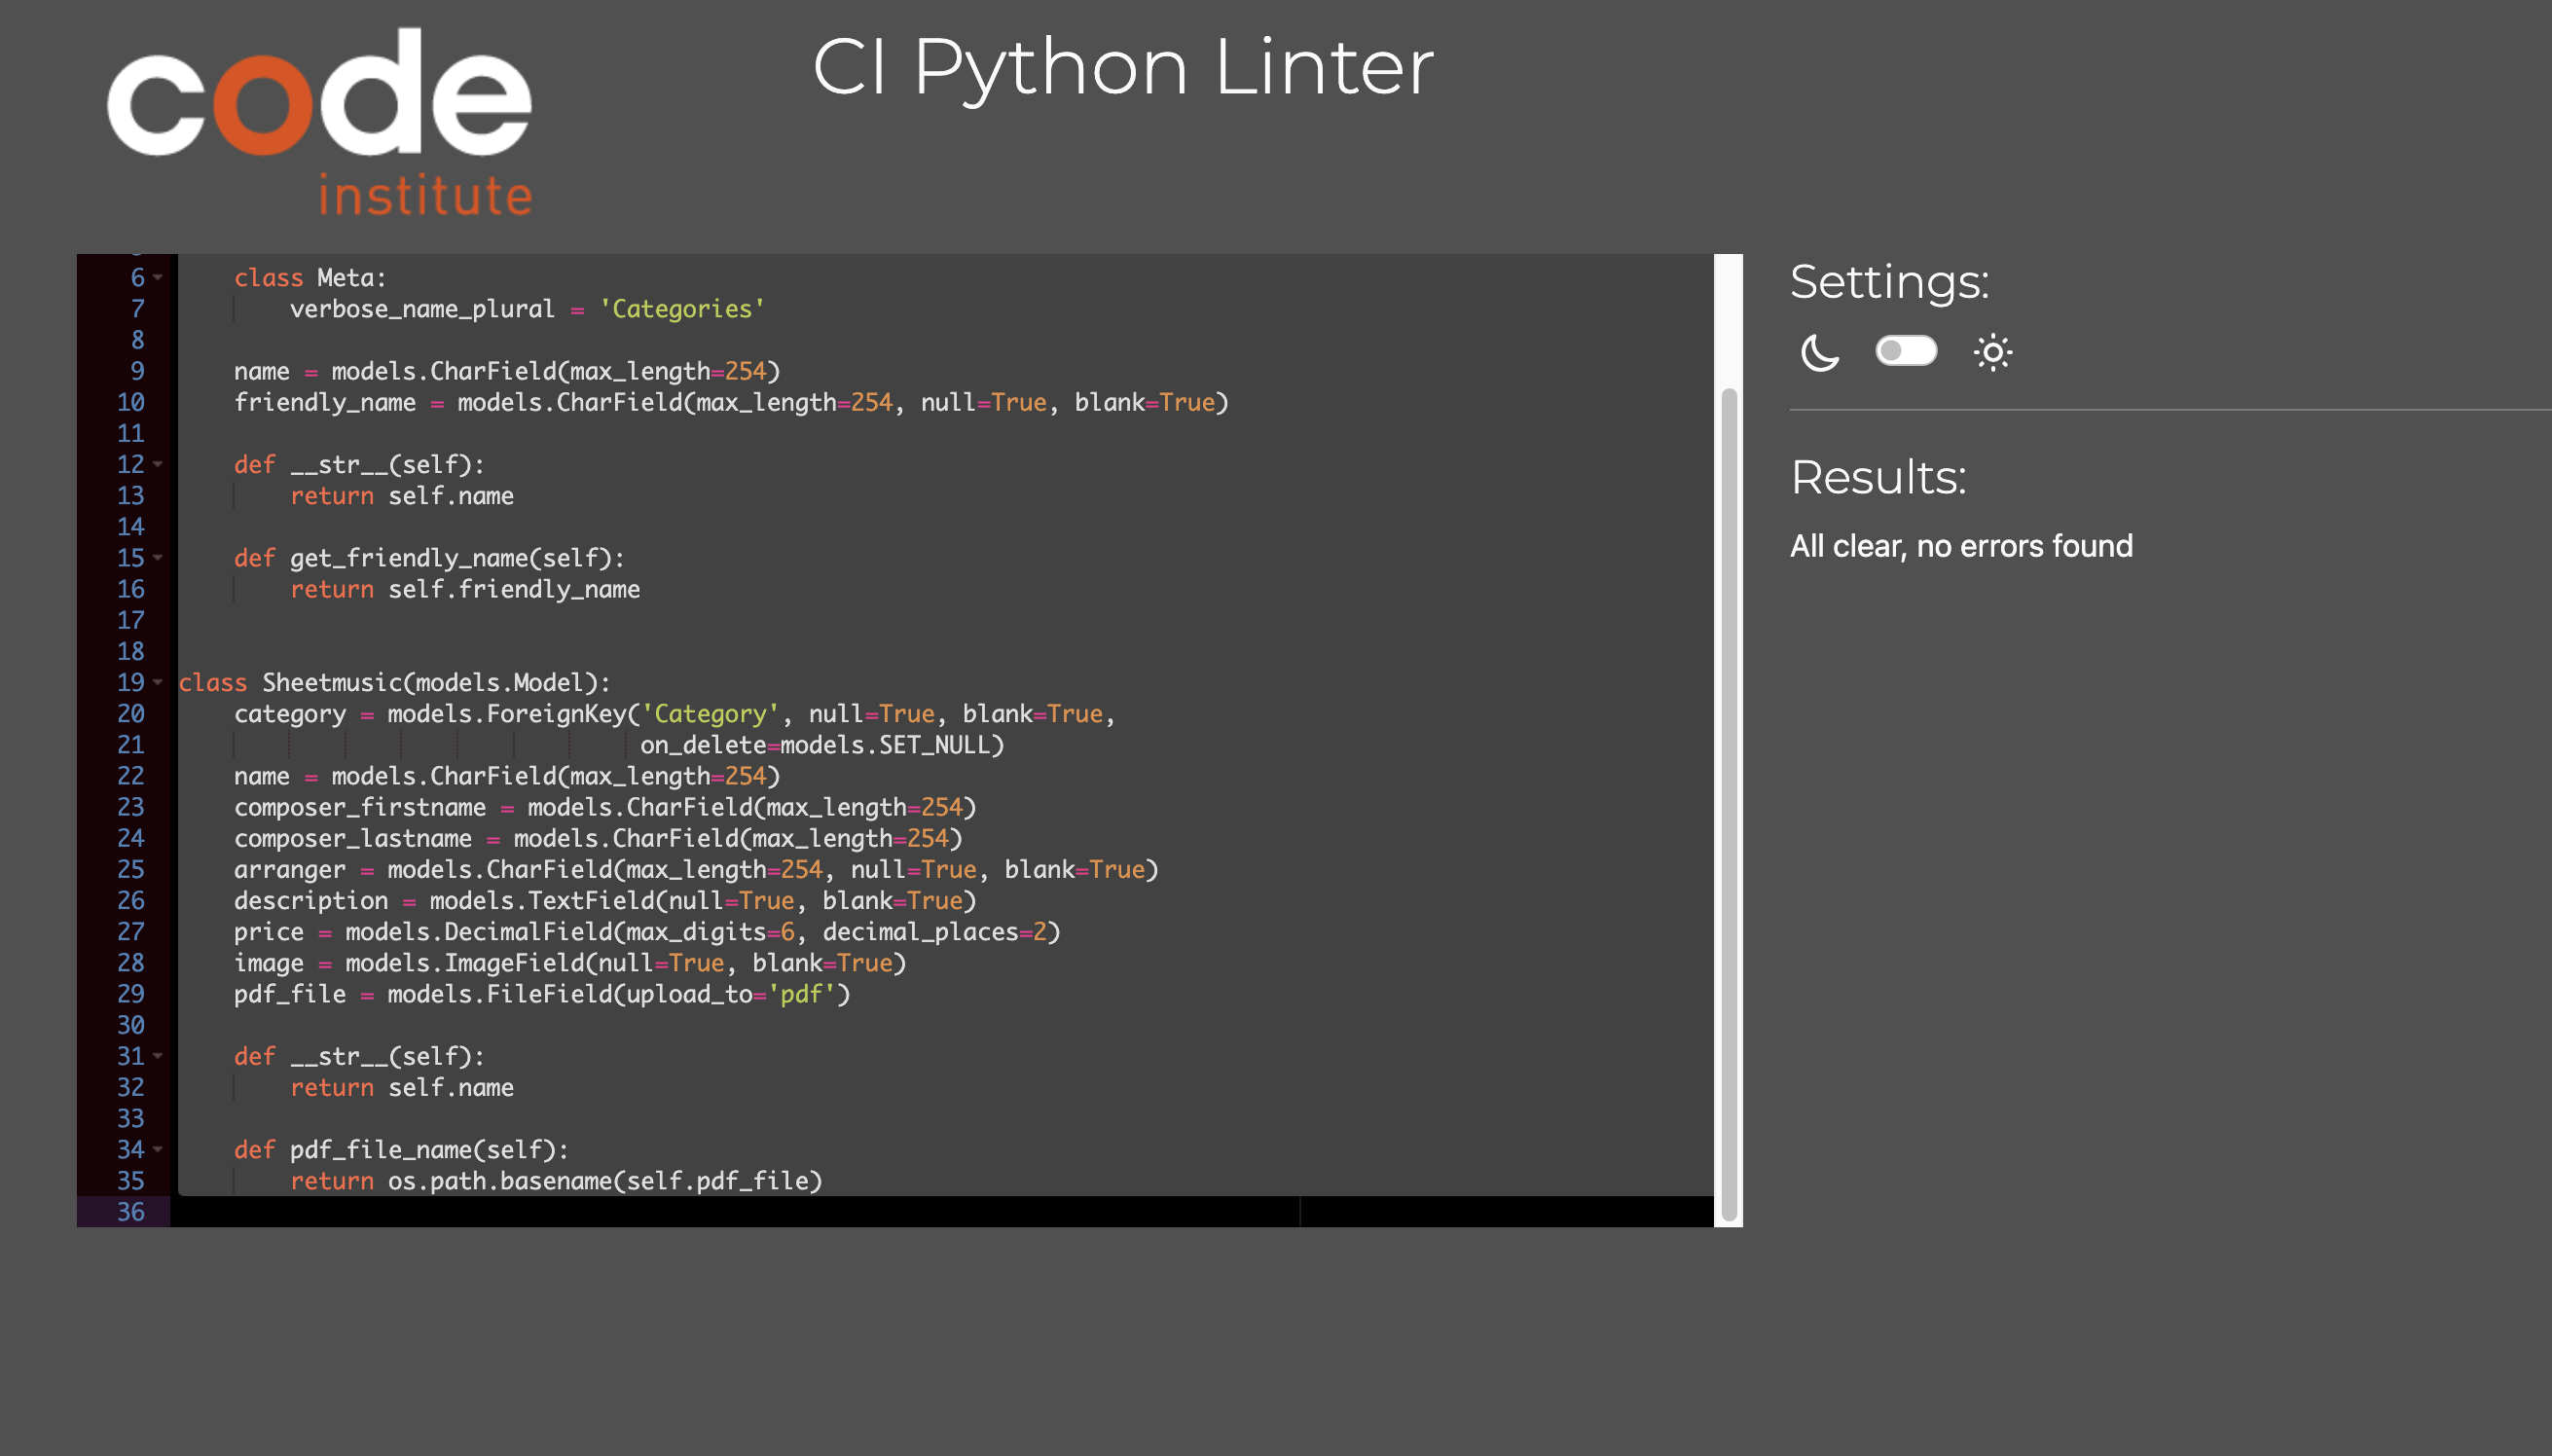 code
institute
CI Python Linter
6 class Meta:
7 verbose_name_plural = 'Categories'
8
9 name = models.CharField(max_length=254)
10 friendly_name = models.CharField(max_length=254, null=True, blank=True)
11
12 def __str__(self):
13 return self.name
14
15 def get_friendly_name(self):
16 return self.friendly_name
17
18
19 class Sheetmusic(models.Model):
20 category = models.ForeignKey('Category', null=True, blank=True,
21 on_delete=models.SET_NULL)
22 name = models.CharField(max_length=254)
23 composer_firstname = models.CharField(max_length=254)
24 composer_lastname = models.CharField(max_length=254)
25 arranger = models.CharField(max_length=254, null=True, blank=True)
26 description = models.TextField(null=True, blank=True)
27 price = models.DecimalField(max_digits=6, decimal_places=2)
28 image = models.ImageField(null=True, blank=True)
29 pdf_file = models.FileField(upload_to='pdf')
30
31 def __str__(self):
32 return self.name
33
34 def pdf_file_name(self):
35 return os.path.basename(self.pdf_file)
36
Settings:
Results:
All clear, no errors found